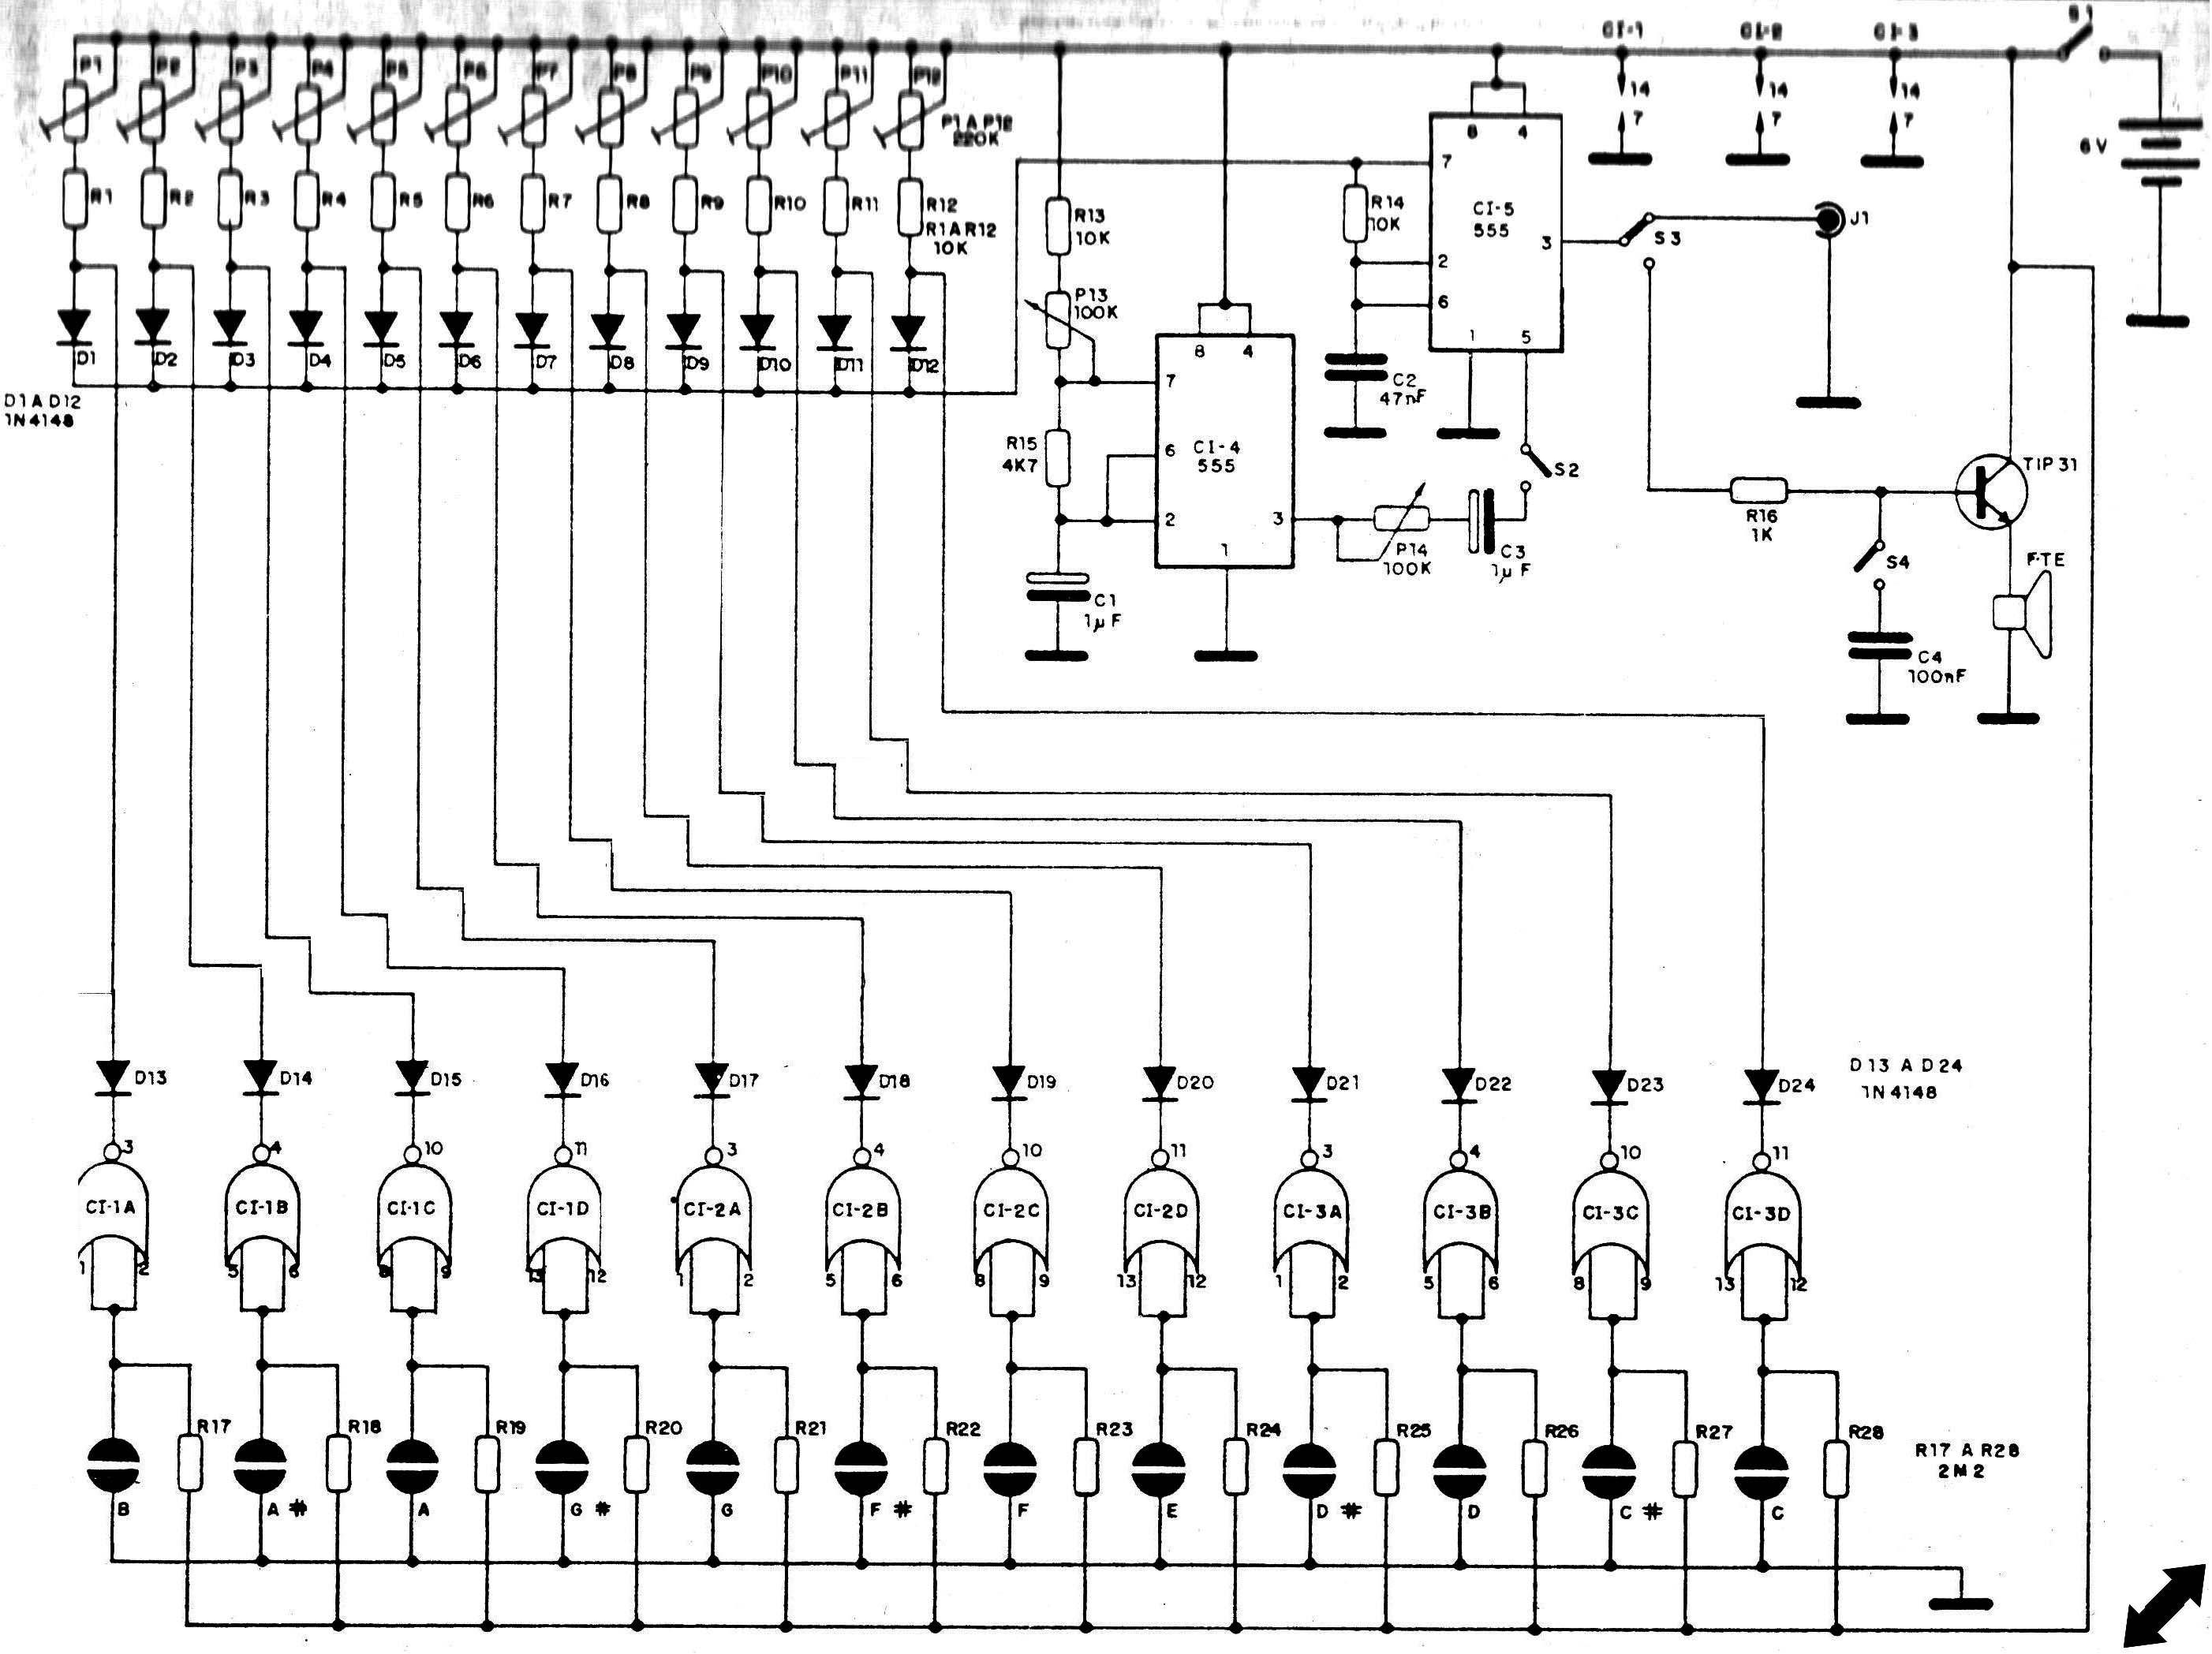 CI-1 CI-2 CI-3 S1
P1 P2 P3 P4 P5 P6 P7 P8 P9 P10 P11 P12
P1 A P12
220K
14 14 14
7 7 7
6V
8 4
7
R1 R2 R3 R4 R5 R6 R7 R8 R9 R10 R11 R12
R1 A R12
10K
R13
10K
R14
10K
CI-5
555
3
S3
J1
2
6
1 5
P13
100K
8 4
D1 D2 D3 D4 D5 D6 D7 D8 D9 D10 D11 D12
D1 A D12
1N4148
7
C2
47nF
R15
4K7
6
CI-4
555
2
3
1
S2
P14
100K
C3
1µF
R16
1K
TIP31
S4
FTE
C1
1µF
C4
100nF
D13 D14 D15 D16 D17 D18 D19 D20 D21 D22 D23 D24
D13 A D24
1N4148
3 4 10 11 3 4 10 11 3 4 10 11
CI-1A CI-1B CI-1C CI-1D CI-2A CI-2B CI-2C CI-2D CI-3A CI-3B CI-3C CI-3D
1 2 5 6 8 9 13 12 1 2 5 6 8 9 13 12 1 2 5 6 8 9 13 12
R17 R18 R19 R20 R21 R22 R23 R24 R25 R26 R27 R28
R17 A R28
2M2
B A# A G# G F# F E D# D C# C